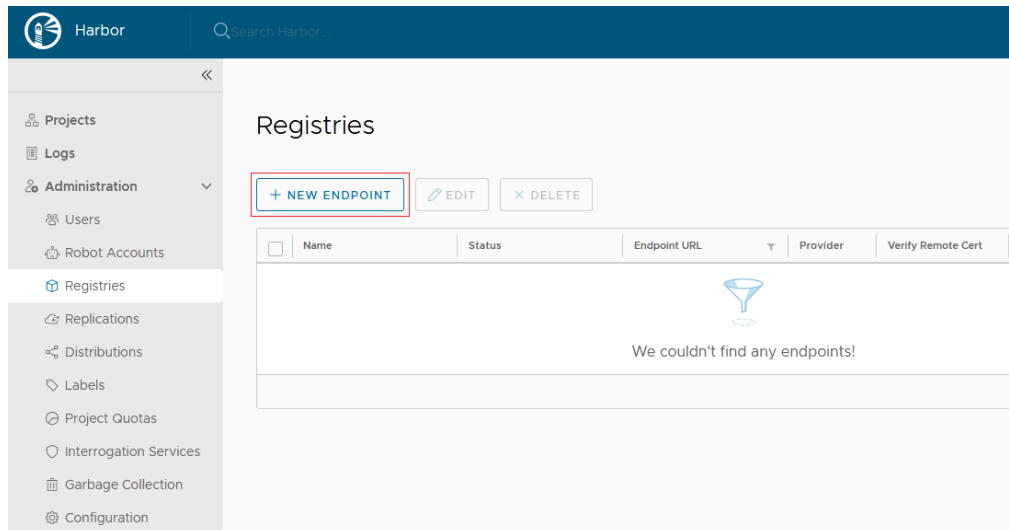 Harbor
Search Harbor...
Projects
Logs
Administration
Users
Robot Accounts
Registries
Replications
Distributions
Labels
Project Quotas
Interrogation Services
Garbage Collection
Configuration
Registries
+ NEW ENDPOINT EDIT × DELETE
Name Status Endpoint URL Provider Verify Remote Cert
We couldn't find any endpoints!